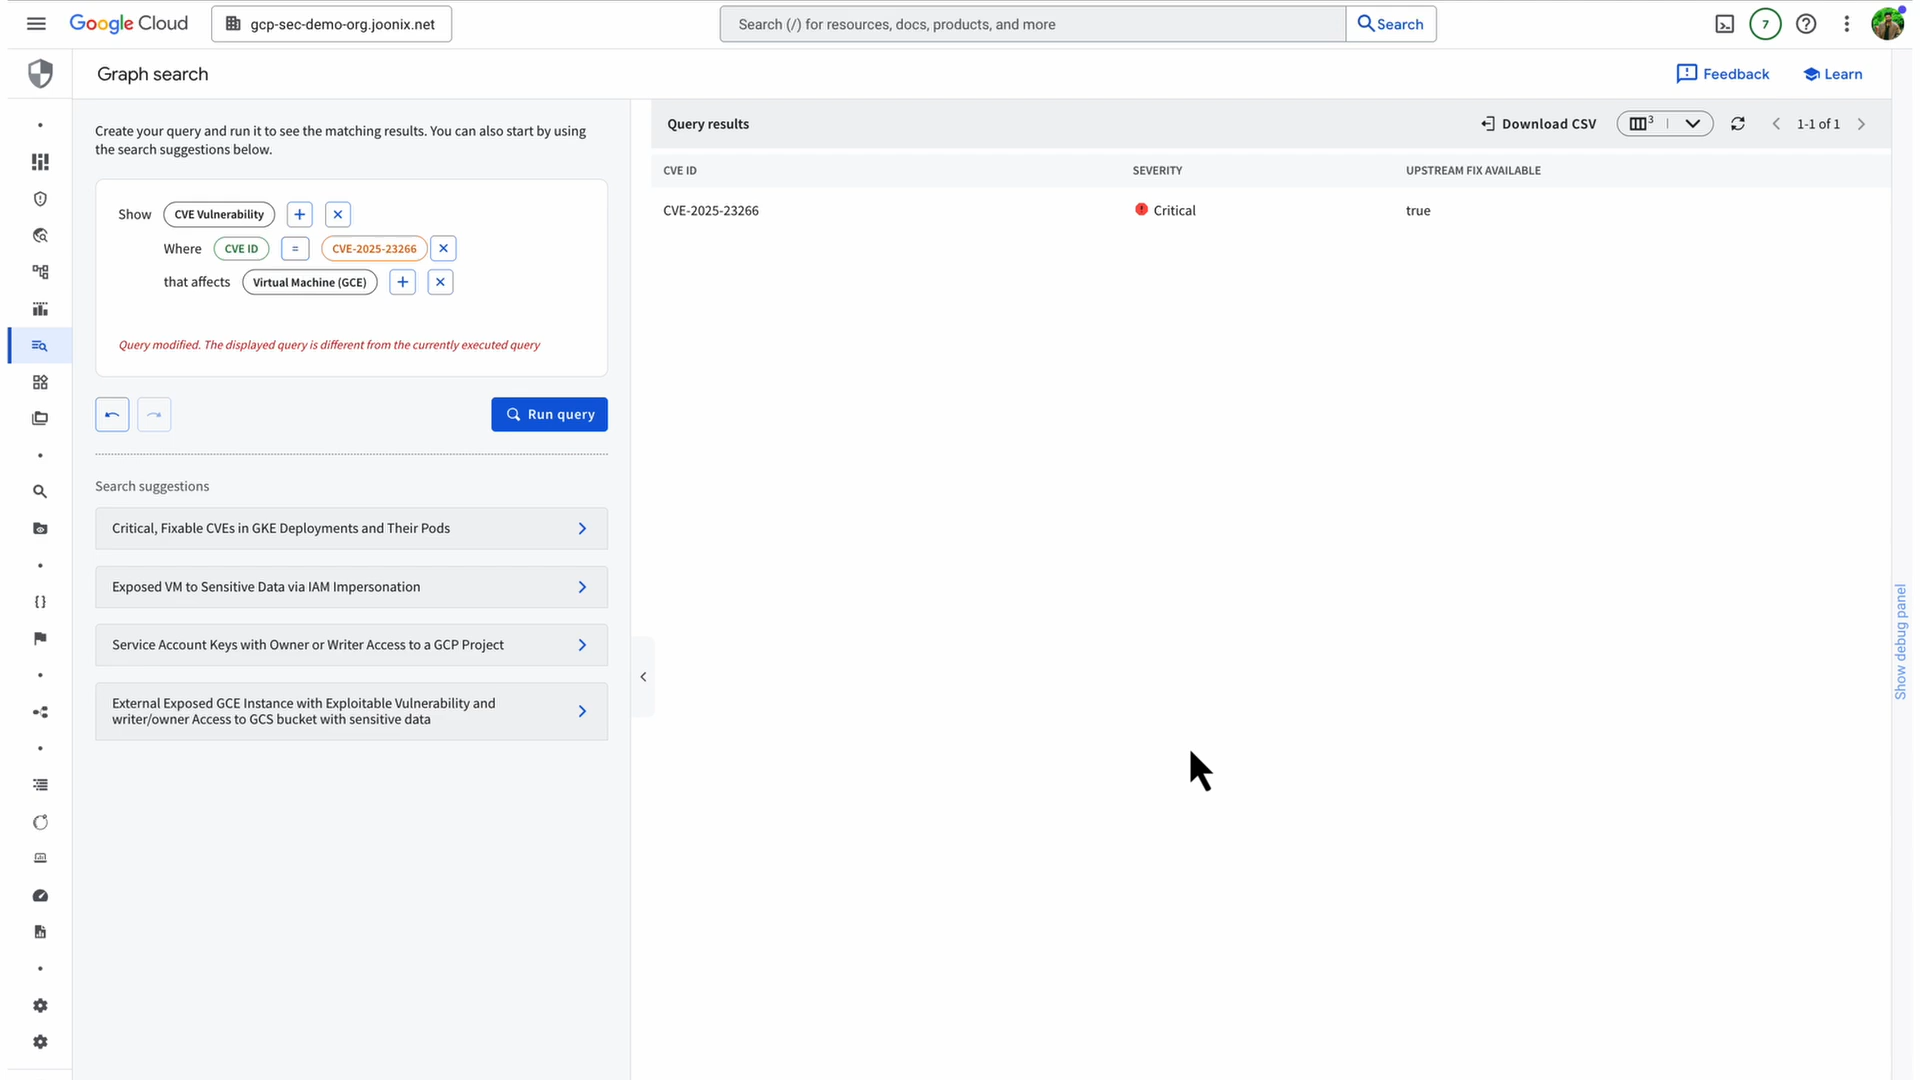 Google Cloud
gcp-sec-demo-org.joonix.net
Search (/) for resources, docs, products, and more
Search
7
Graph search
Feedback
Learn
Create your query and run it to see the matching results. You can also start by using
the search suggestions below.
Show CVE Vulnerability
Where CVE ID = CVE-2025-23266
that affects Virtual Machine (GCE)
Query modified. The displayed query is different from the currently executed query
Run query
Search suggestions
Critical, Fixable CVEs in GKE Deployments and Their Pods
Exposed VM to Sensitive Data via IAM Impersonation
Service Account Keys with Owner or Writer Access to a GCP Project
External Exposed GCE Instance with Exploitable Vulnerability and
writer/owner Access to GCS bucket with sensitive data
Query results
Download CSV
3
1-1 of 1
CVE ID SEVERITY UPSTREAM FIX AVAILABLE
CVE-2025-23266 Critical true
Show debug panel